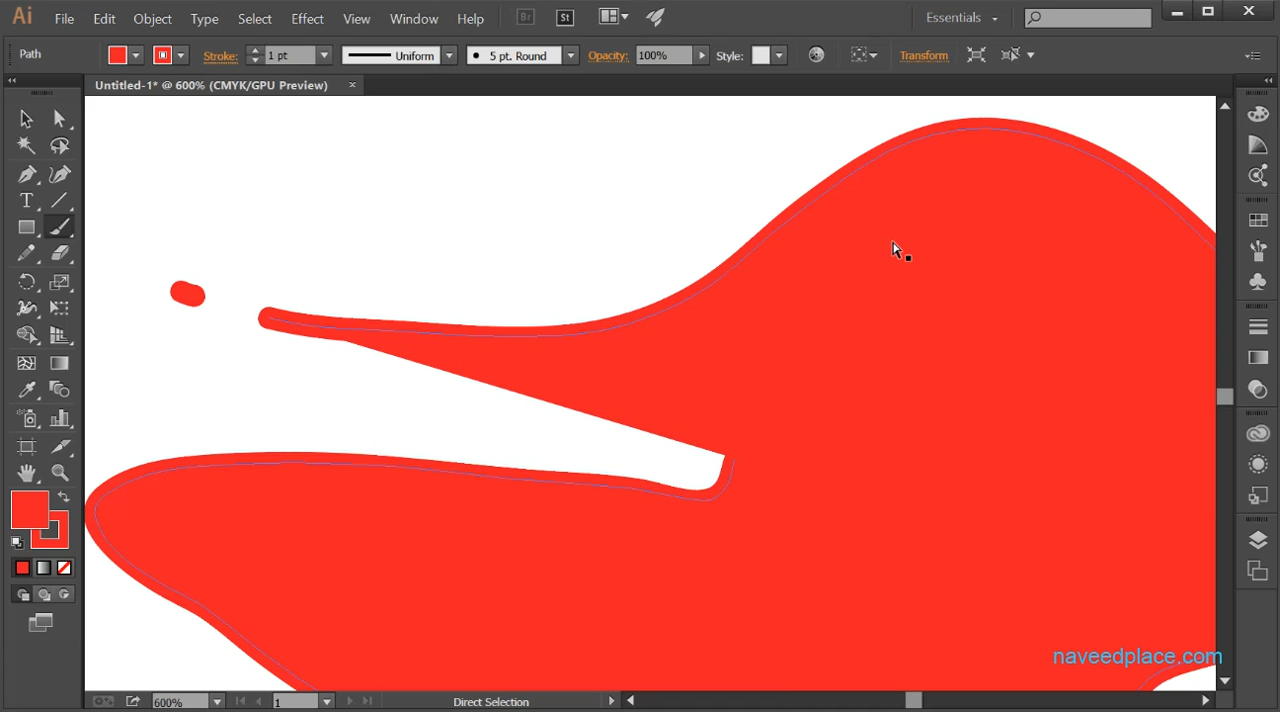 Ai File Edit Object Type Select Effect View Window Help Br St Essentials
Path Stroke: 1 pt Uniform 5 pt. Round Opacity: 100% Style: Transform
Untitled-1* @ 600% (CMYK/GPU Preview) ×
T
naveedplace.com
600% 1 Direct Selection